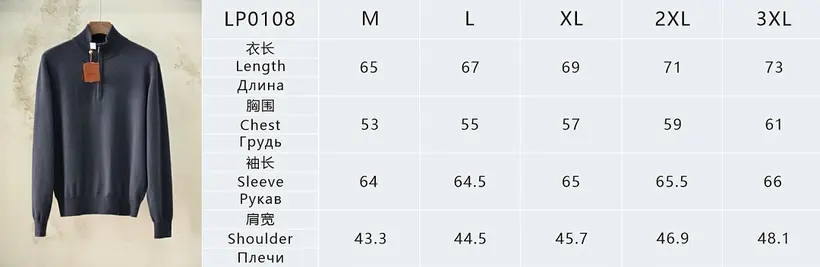 LP0108 M L XL 2XL 3XL
衣长
Length 65 67 69 71 73
Длина
胸围
Chest 53 55 57 59 61
Грудь
袖长
Sleeve 64 64.5 65 65.5 66
Рукав
肩宽
Shoulder 43.3 44.5 45.7 46.9 48.1
Плечи